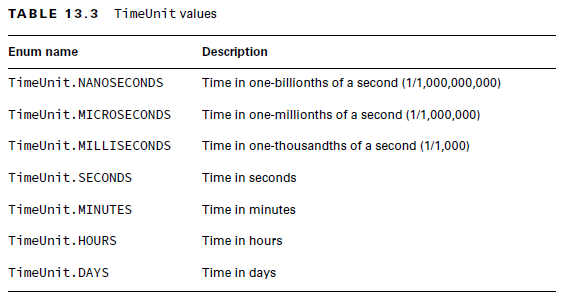 TABLE 13.3 TimeUnit values
Enum name Description
TimeUnit.NANOSECONDS Time in one-billionths of a second (1/1,000,000,000)
TimeUnit.MICROSECONDS Time in one-millionths of a second (1/1,000,000)
TimeUnit.MILLISECONDS Time in one-thousandths of a second (1/1,000)
TimeUnit.SECONDS Time in seconds
TimeUnit.MINUTES Time in minutes
TimeUnit.HOURS Time in hours
TimeUnit.DAYS Time in days